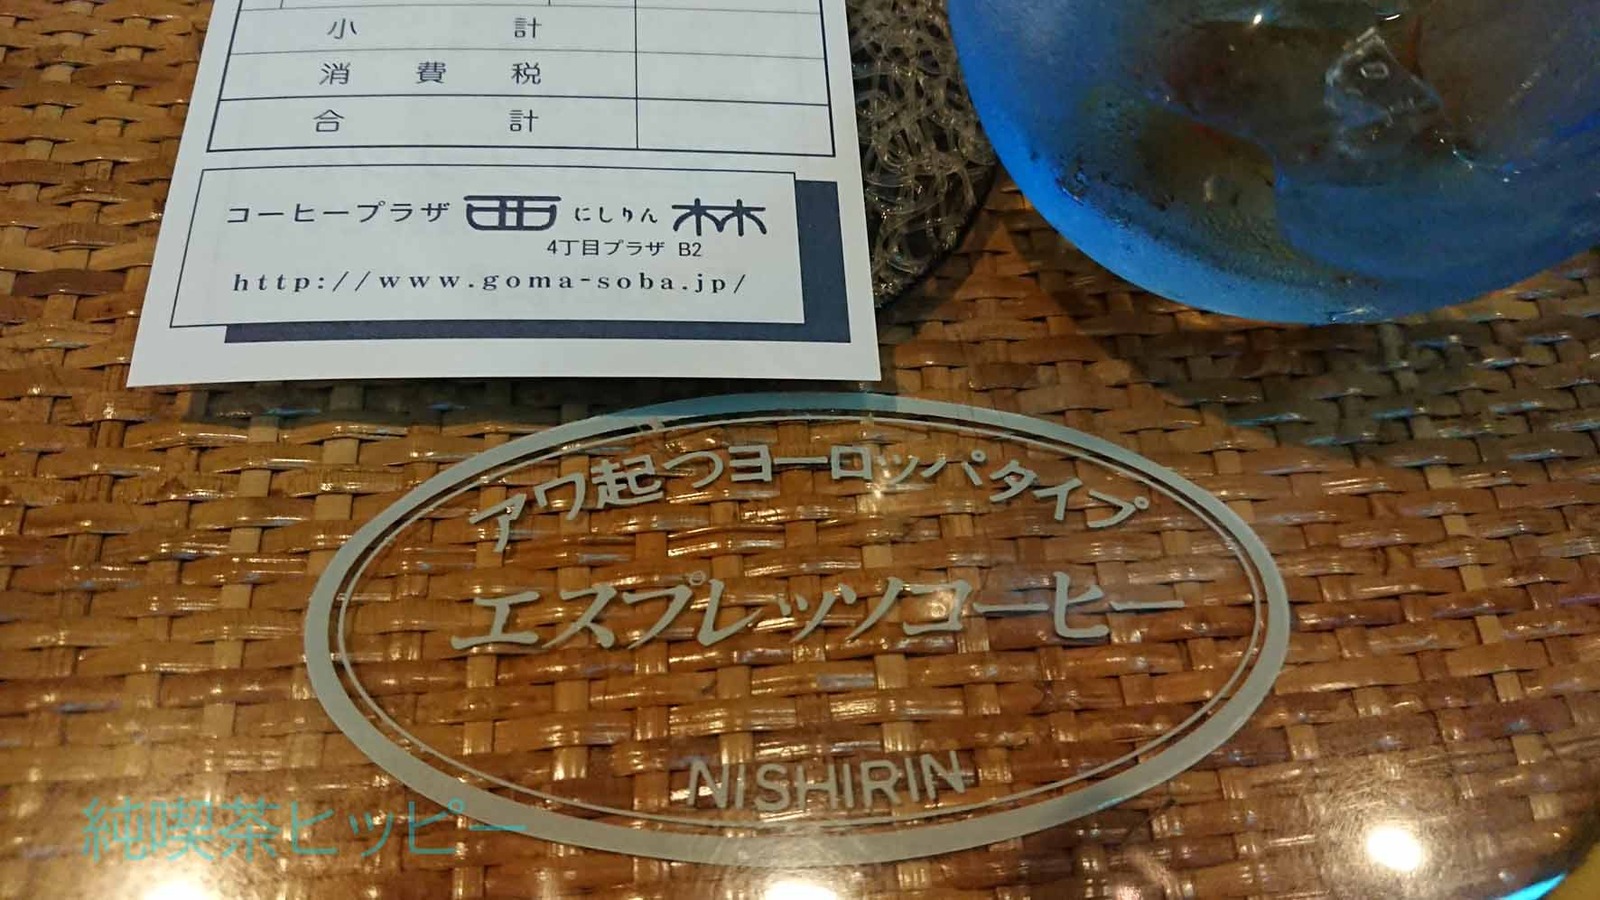 小計
消費税
合計
コーヒープラザ 西にしりん林
4丁目プラザ B2
http://www.goma-soba.jp/
アワ起つヨーロッパタイプ
エスプレッソコーヒー
NISHIRIN
純喫茶ヒッピー